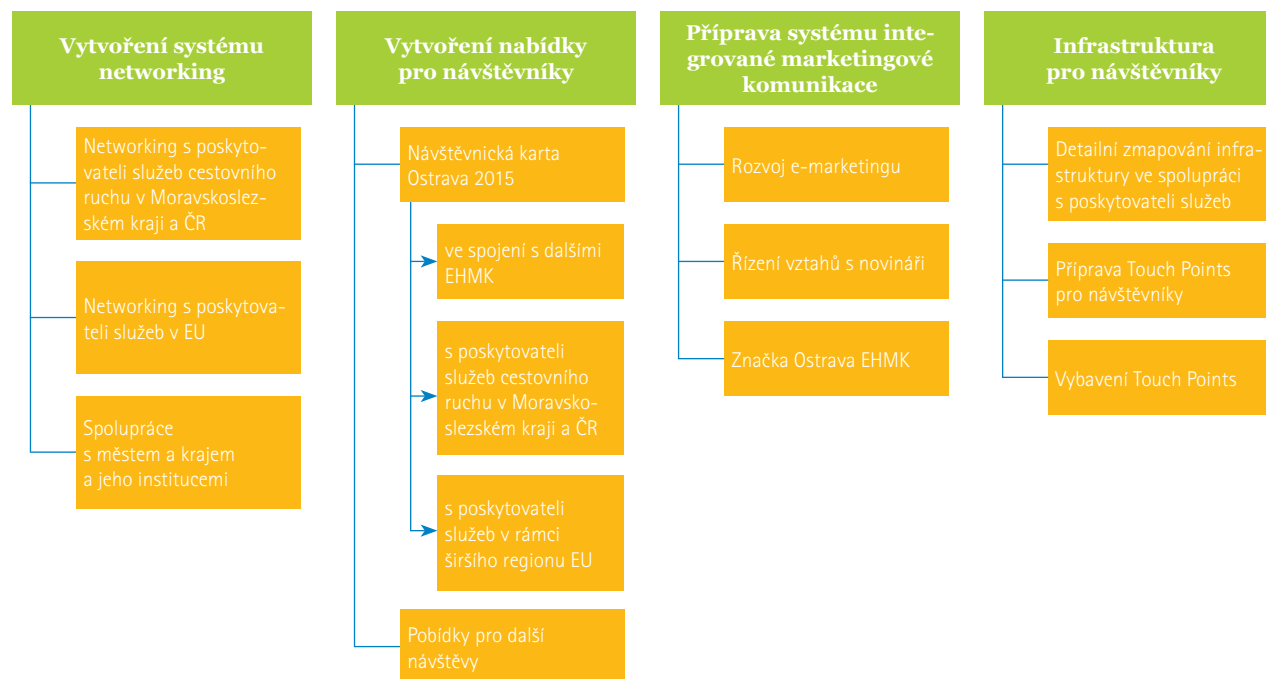 Vytvoření systému
networking
Networking s poskyto-
vateli služeb cestovního
ruchu v Moravskoslez-
ském kraji a ČR
Networking s poskytova-
teli služeb v EU
Spolupráce
s městem a krajem
a jeho institucemi
Vytvoření nabídky
pro návštěvníky
Návštěvnická karta
Ostrava 2015
ve spojení s dalšími
EHMK
s poskytovateli
služeb cestovního
ruchu v Moravsko-
slezském kraji a ČR
s poskytovateli
služeb v rámci
širšího regionu EU
Pobídky pro další
návštěvy
Příprava systému inte-
grované marketingové
komunikace
Rozvoj e-marketingu
Řízení vztahů s novináři
Značka Ostrava EHMK
Infrastruktura
pro návštěvníky
Detailní zmapování infra-
struktury ve spolupráci
s poskytovateli služeb
Příprava Touch Points
pro návštěvníky
Vybavení Touch Points